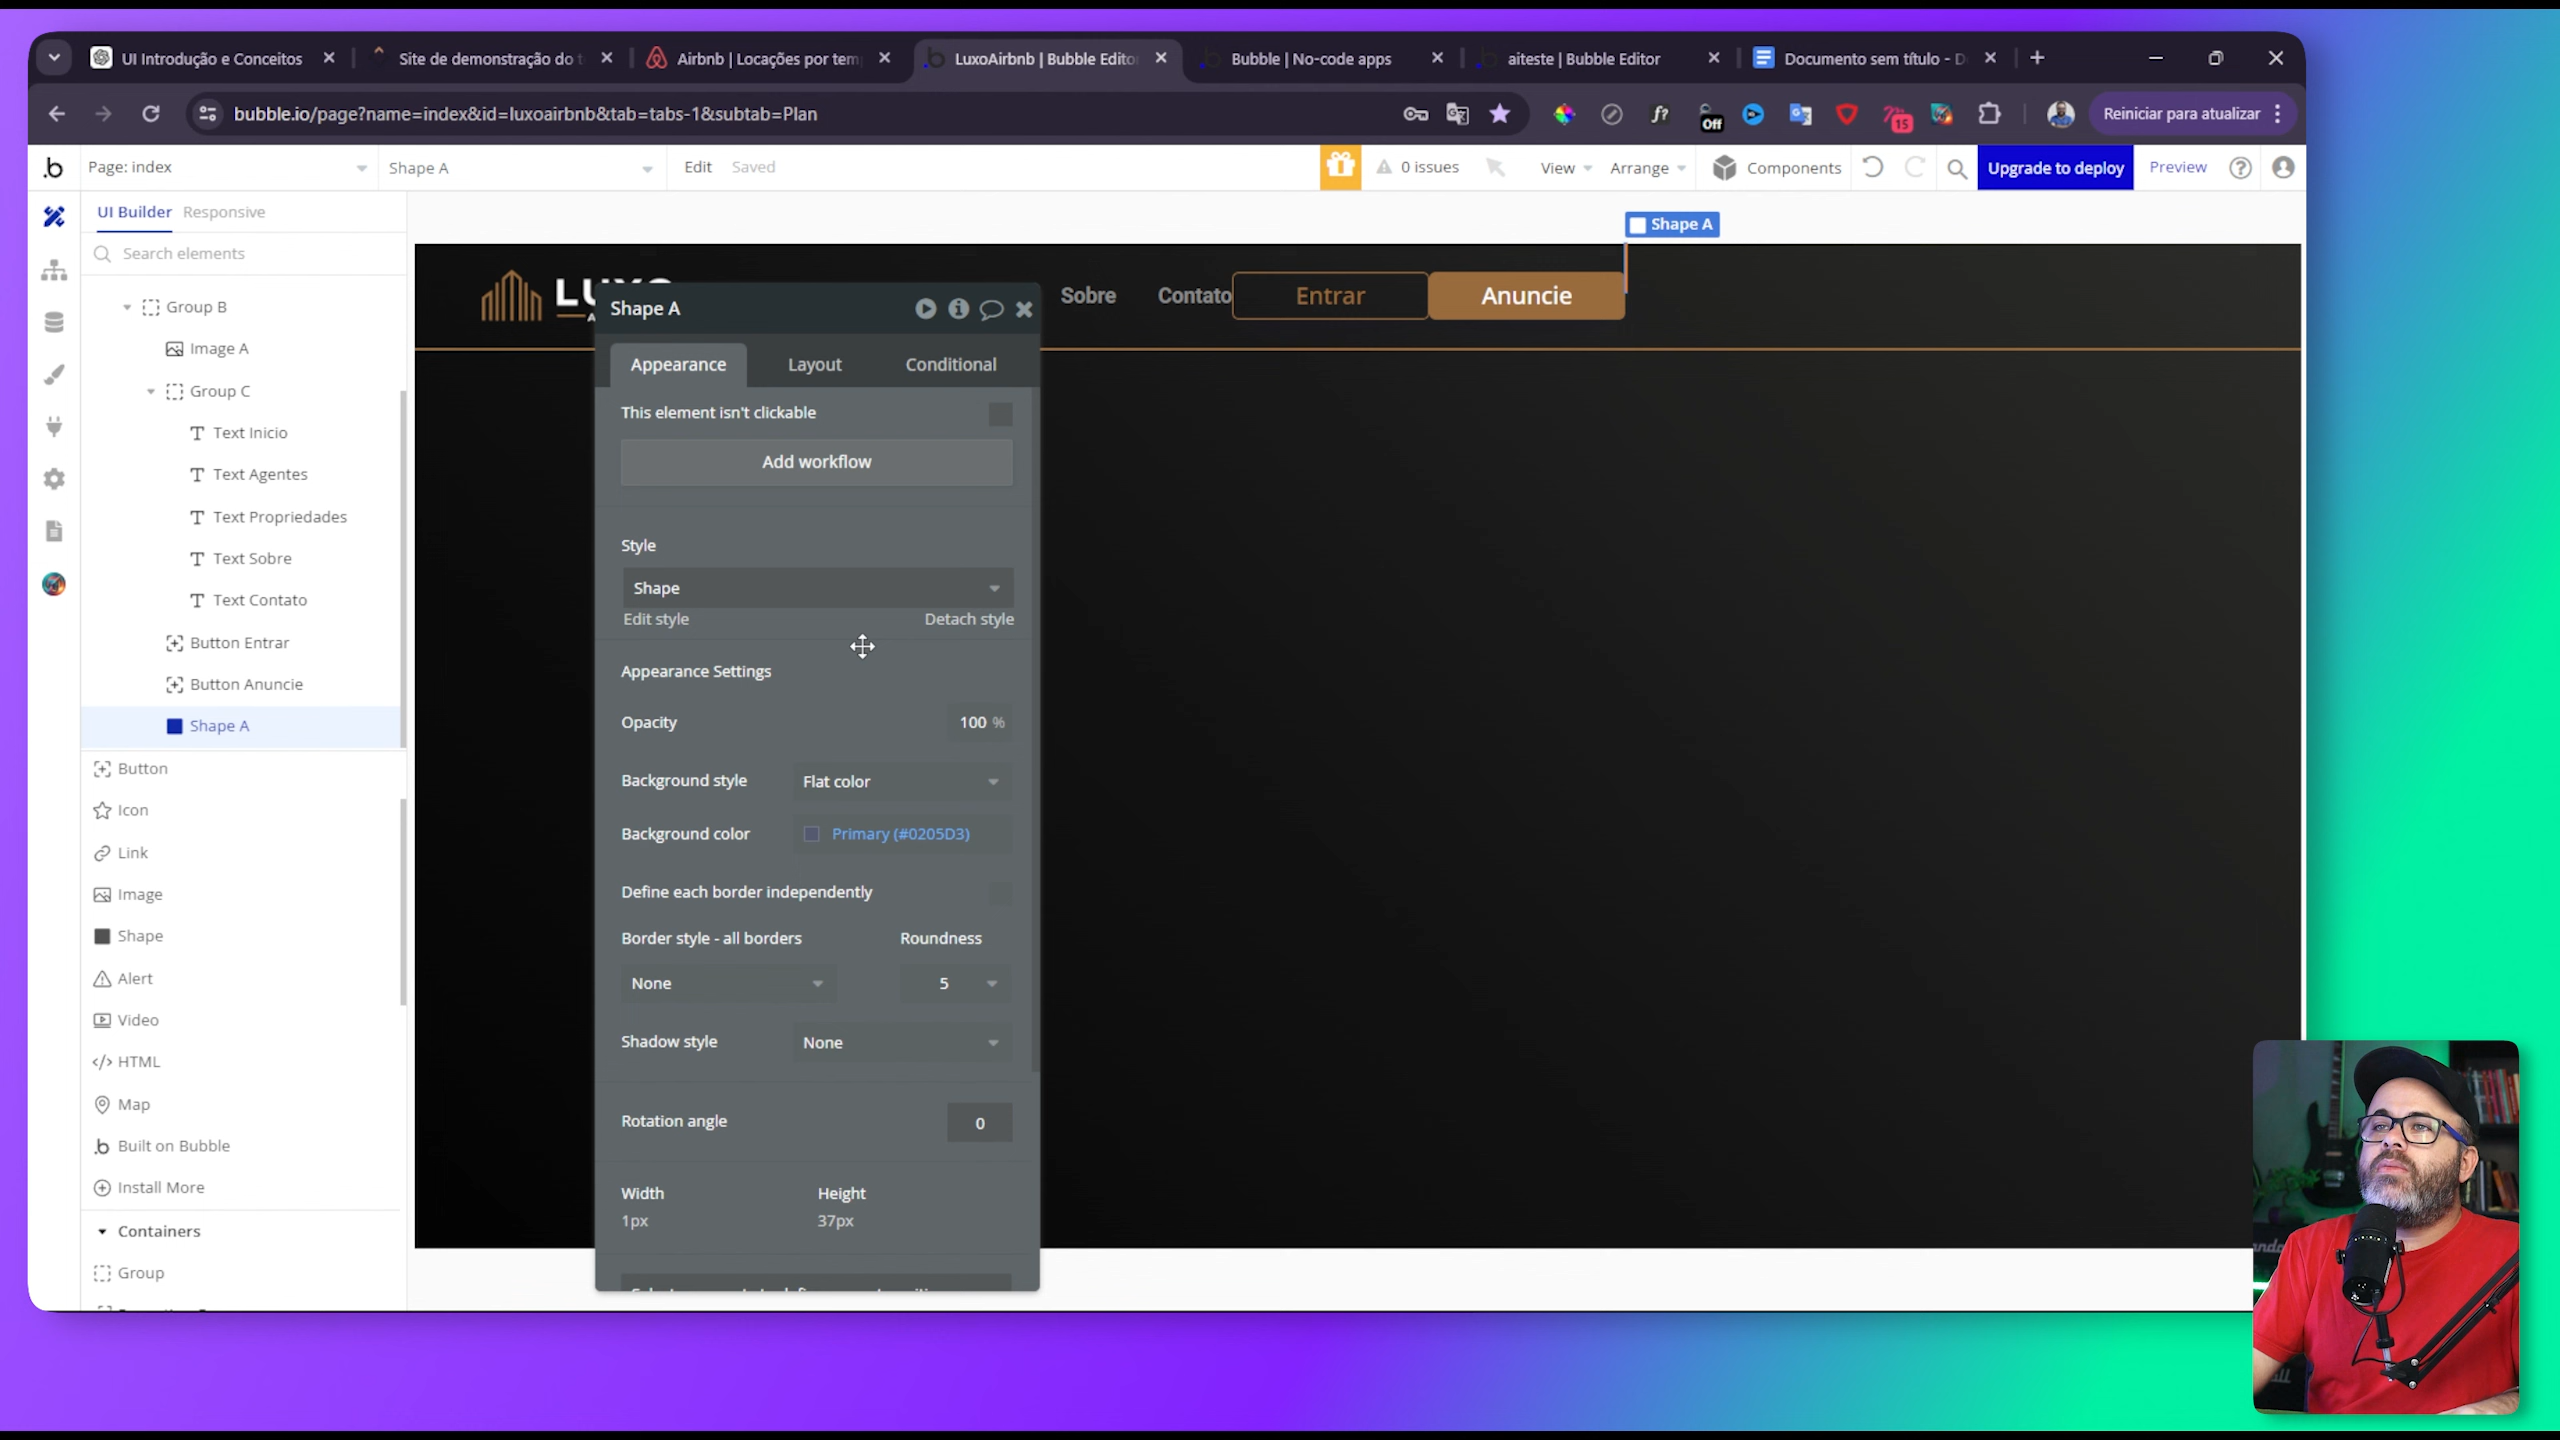 UI Introdução e Conceitos
Site de demonstração do t
Airbnb | Locações por tem
LuxoAirbnb | Bubble Edito
Bubble | No-code apps
aiteste | Bubble Editor
Documento sem título - D
bubble.io/page?name=index&id=luxoairbnb&tab=tabs-1&subtab=Plan
f?
Off
15
Reiniciar para atualizar
.b
Page: index
Shape A
Edit
Saved
0 issues
View
Arrange
Components
Upgrade to deploy
Preview
UI Builder
Responsive
Search elements
Group B
Image A
Group C
Text Inicio
Text Agentes
Text Propriedades
Text Sobre
Text Contato
Button Entrar
Button Anuncie
Shape A
Button
Icon
Link
Image
Shape
Alert
Video
HTML
Map
Built on Bubble
Install More
Containers
Group
Shape A
Sobre
Contato
Entrar
Anuncie
Shape A
Appearance
Layout
Conditional
This element isn't clickable
Add workflow
Style
Shape
Edit style
Detach style
Appearance Settings
Opacity
100 %
Background style
Flat color
Background color
Primary (#0205D3)
Define each border independently
Border style - all borders
Roundness
None
5
Shadow style
None
Rotation angle
0
Width
Height
1px
37px